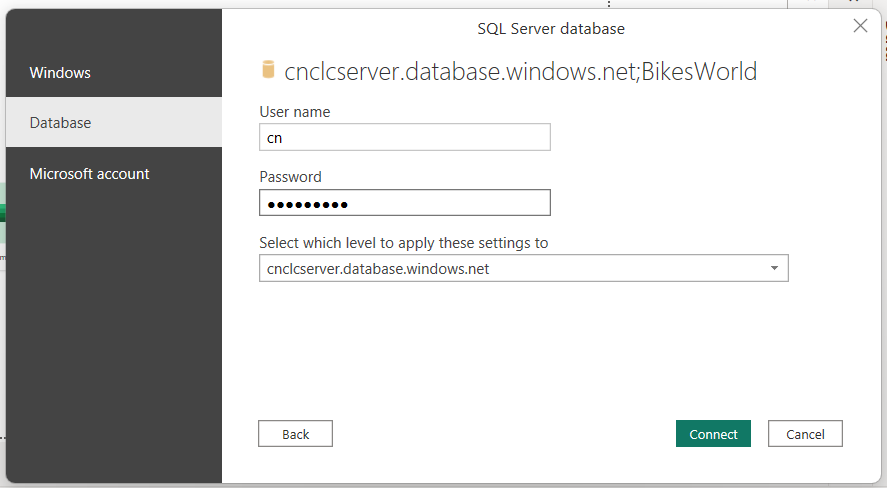 SQL Server database
Windows
Database
Microsoft account
cnclcserver.database.windows.net;BikesWorld
User name
cn
Password
●●●●●●●●●
Select which level to apply these settings to
cnclcserver.database.windows.net
Back
Connect
Cancel